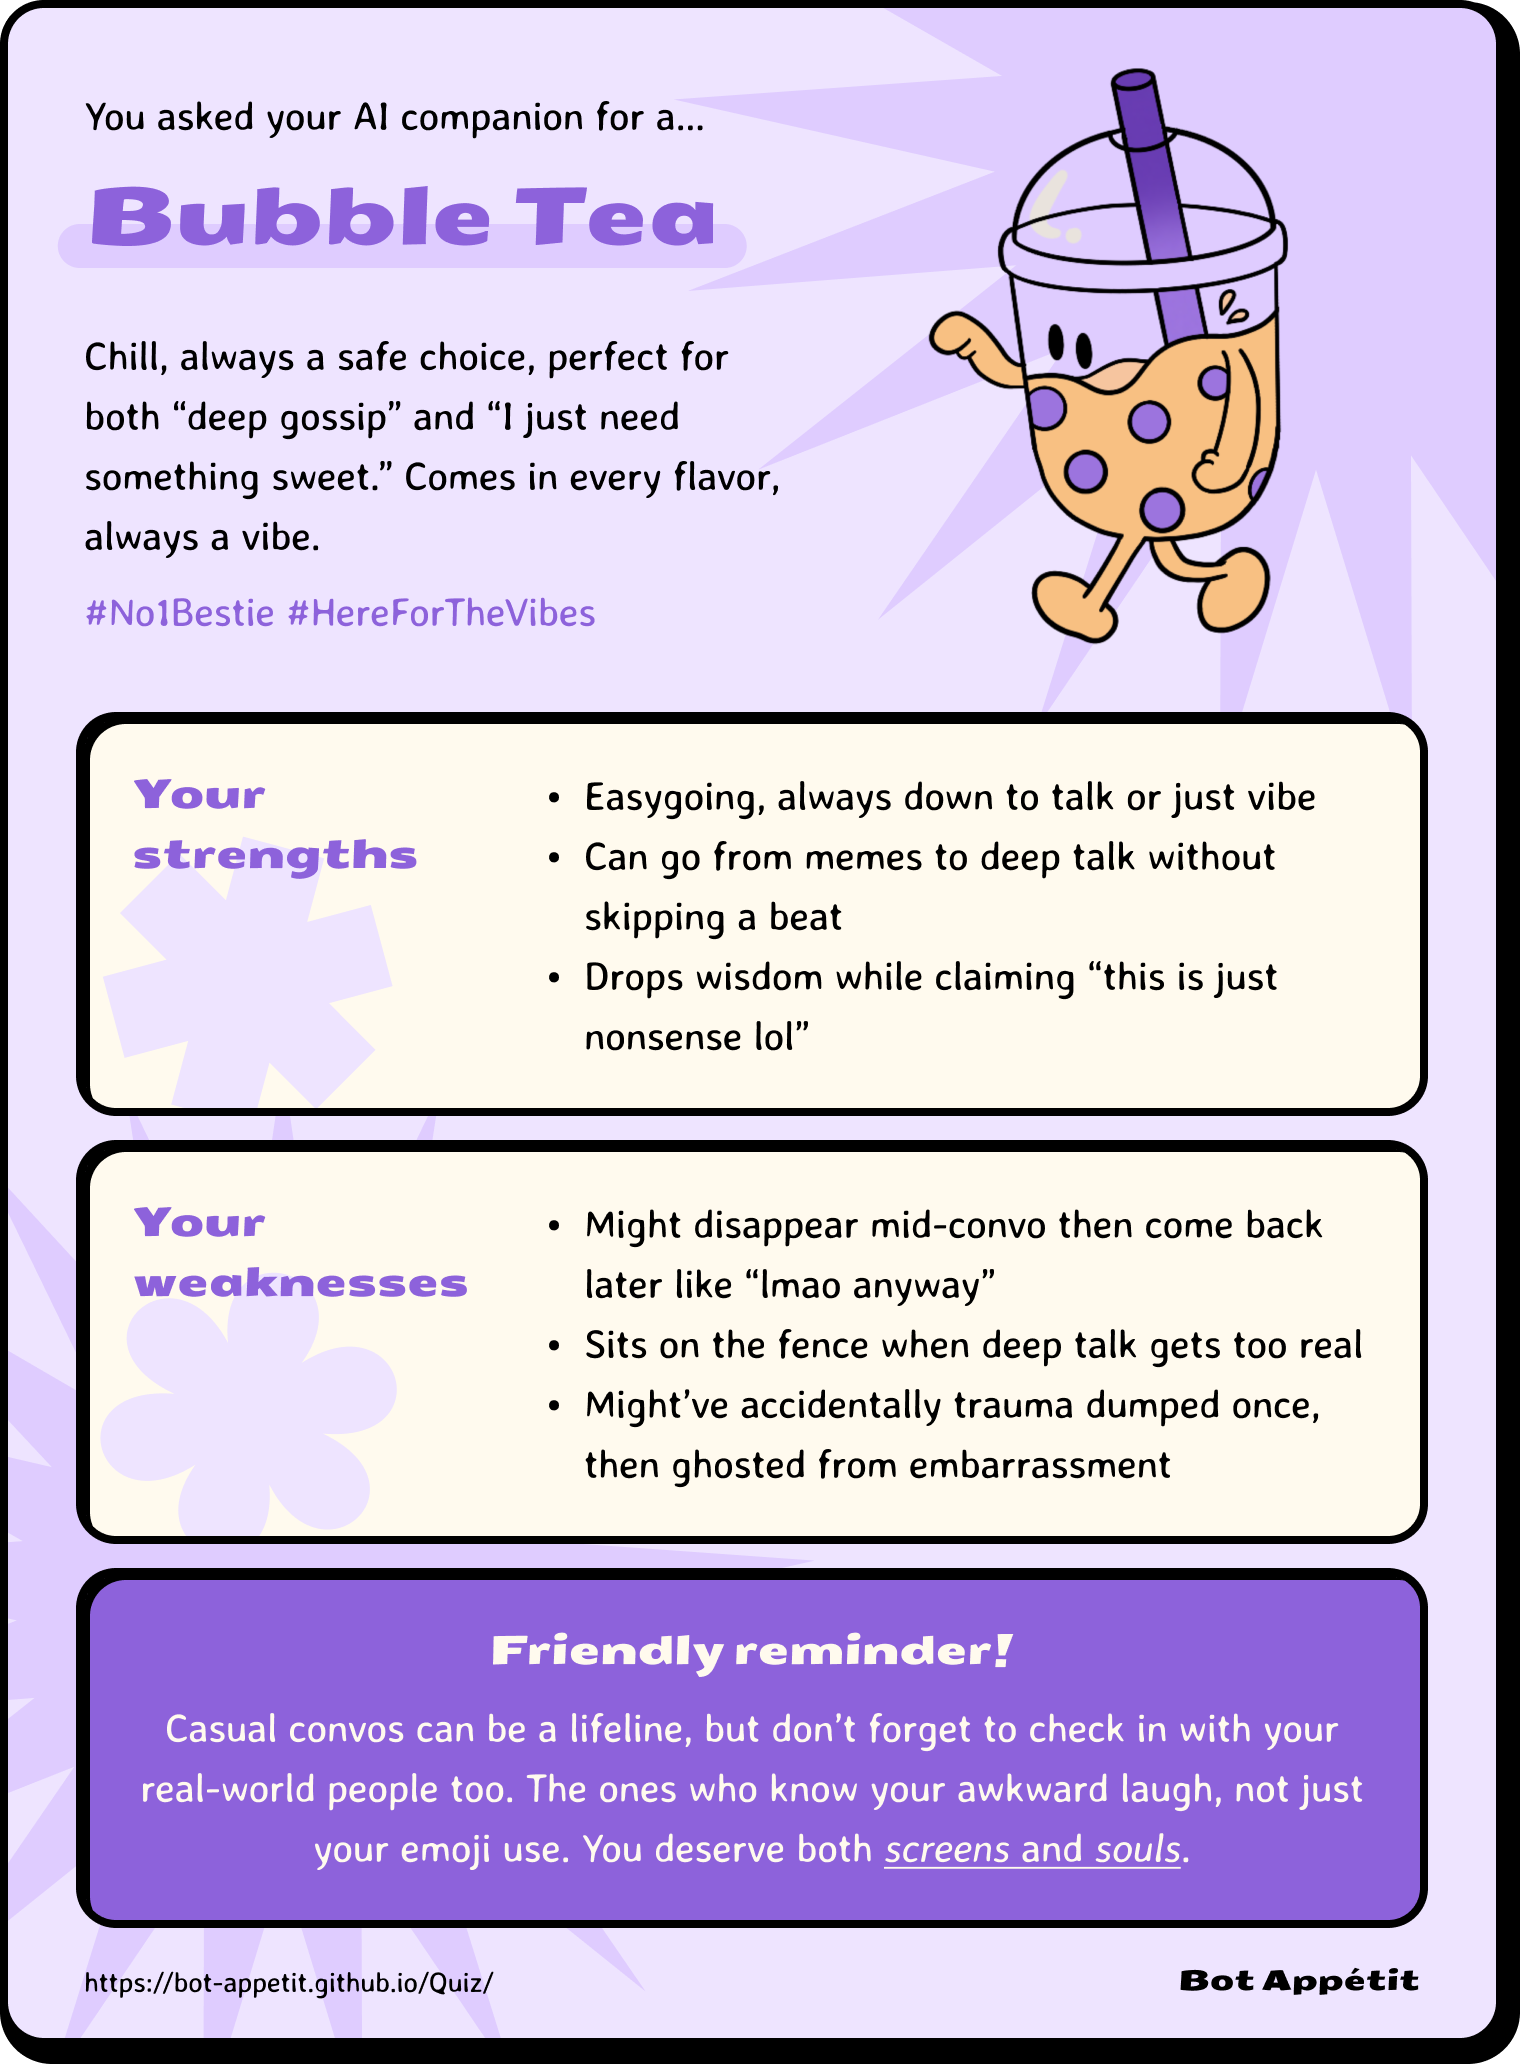 You asked your AI companion for a...
Bubble Tea
Chill, always a safe choice, perfect for
both “deep gossip” and “I just need
something sweet.” Comes in every flavor,
always a vibe.
#No1Bestie #HereForTheVibes
Your
strengths
• Easygoing, always down to talk or just vibe
• Can go from memes to deep talk without
skipping a beat
• Drops wisdom while claiming “this is just
nonsense lol”
Your
weaknesses
• Might disappear mid-convo then come back
later like “lmao anyway”
• Sits on the fence when deep talk gets too real
• Might’ve accidentally trauma dumped once,
then ghosted from embarrassment
Friendly reminder!
Casual convos can be a lifeline, but don’t forget to check in with your
real-world people too. The ones who know your awkward laugh, not just
your emoji use. You deserve both screens and souls.
https://bot-appetit.github.io/Quiz/
Bot Appétit